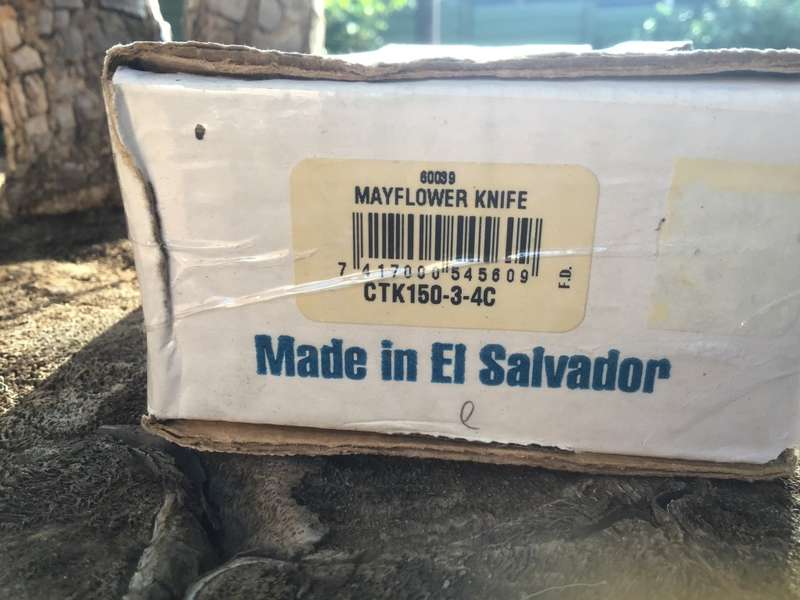 60039
MAYFLOWER KNIFE
7 417000 545609
F.D.
CTK150-3-4C
Made in El Salvador
e